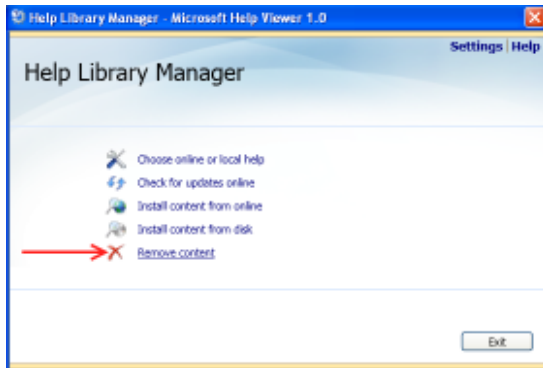 Help Library Manager - Microsoft Help Viewer 1.0
Settings | Help
Help Library Manager
Choose online or local help
Check for updates online
Install content from online
Install content from disk
Remove content
Exit